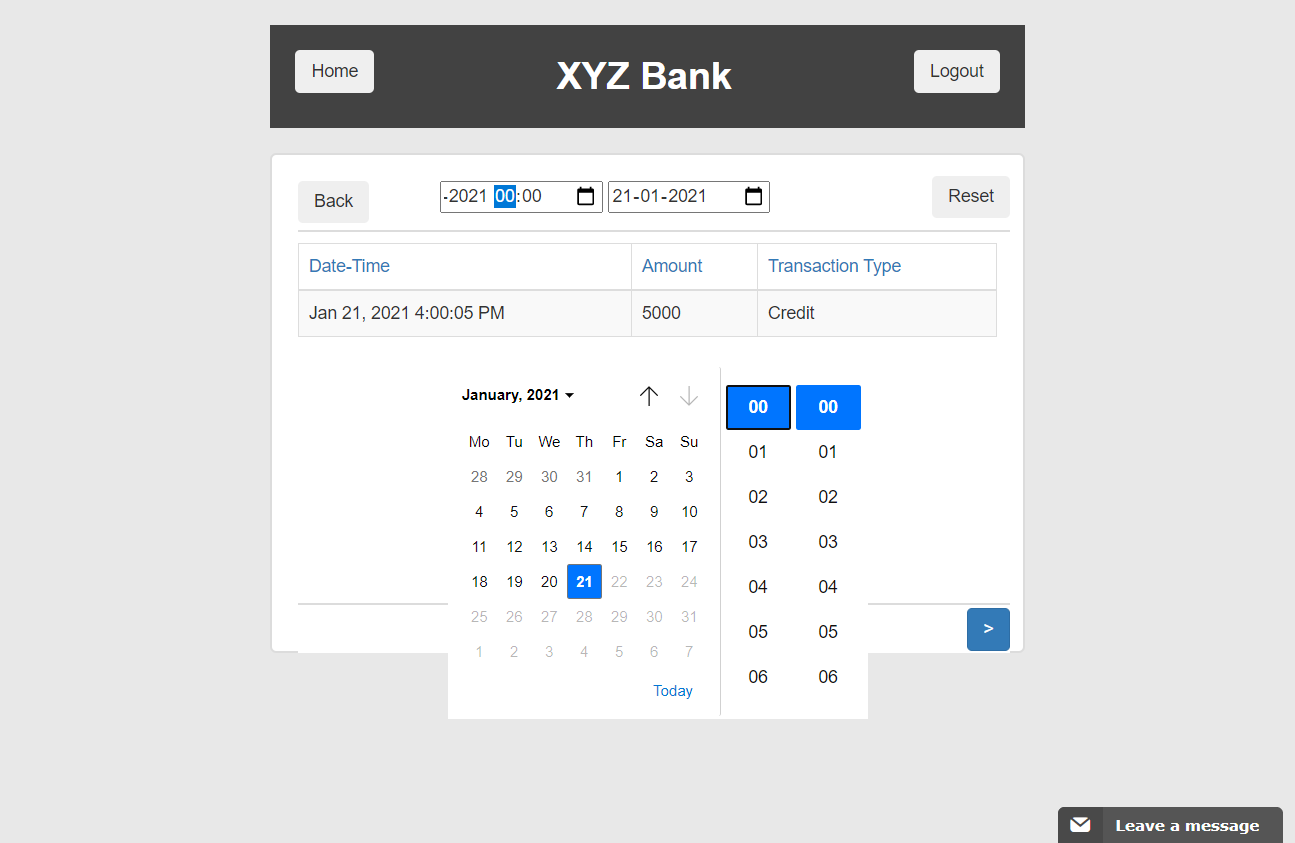 Home
XYZ Bank
Logout
Back
-2021 00:00
21-01-2021
Reset
Date-Time Amount Transaction Type
Jan 21, 2021 4:00:05 PM 5000 Credit
January, 2021
00 00
Mo Tu We Th Fr Sa Su
01 01
28 29 30 31 1 2 3
02 02
4 5 6 7 8 9 10
03 03
11 12 13 14 15 16 17
04 04
18 19 20 21 22 23 24
25 26 27 28 29 30 31
05 05
>
1 2 3 4 5 6 7
06 06
Today
Leave a message